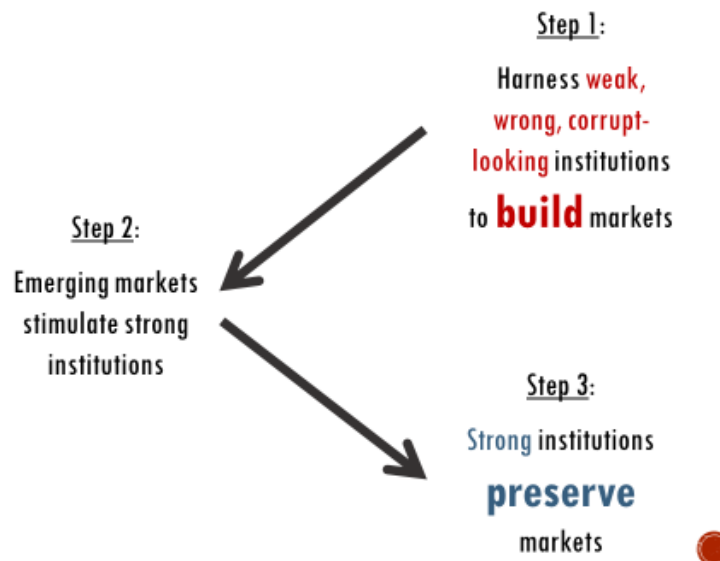 Step 1:
Harness weak,
wrong, corrupt-
looking institutions
to build markets
Step 2:
Emerging markets
stimulate strong
institutions
Step 3:
Strong institutions
preserve
markets